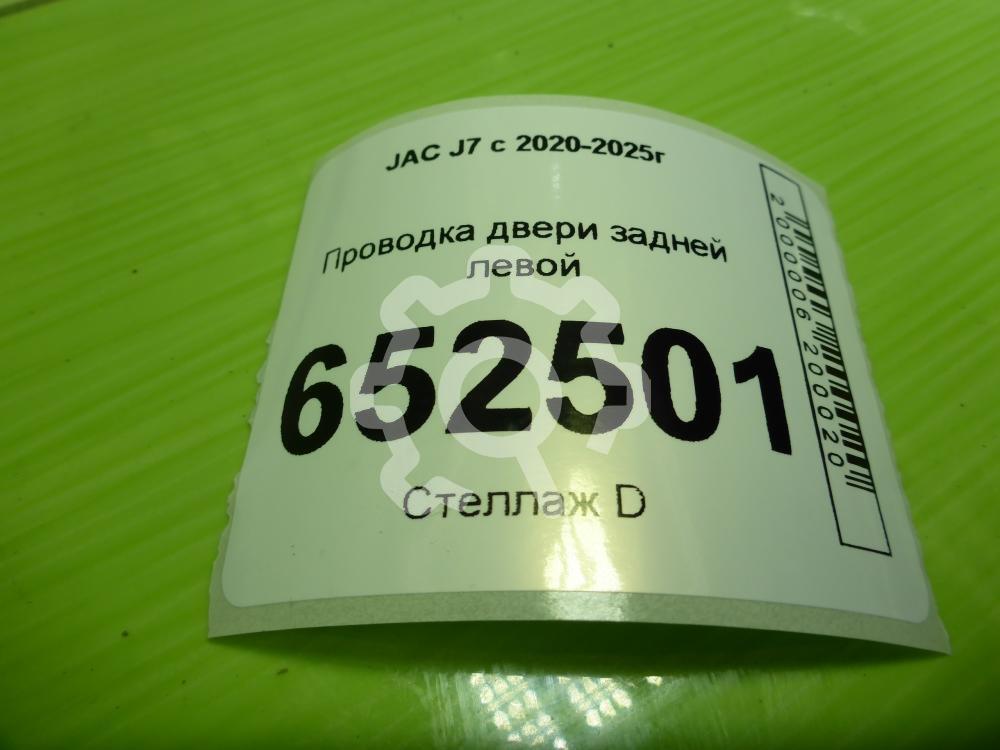 JAC J7 с 2020-2025г
Проводка двери задней
левой
652501
Стеллаж D
2000006200020